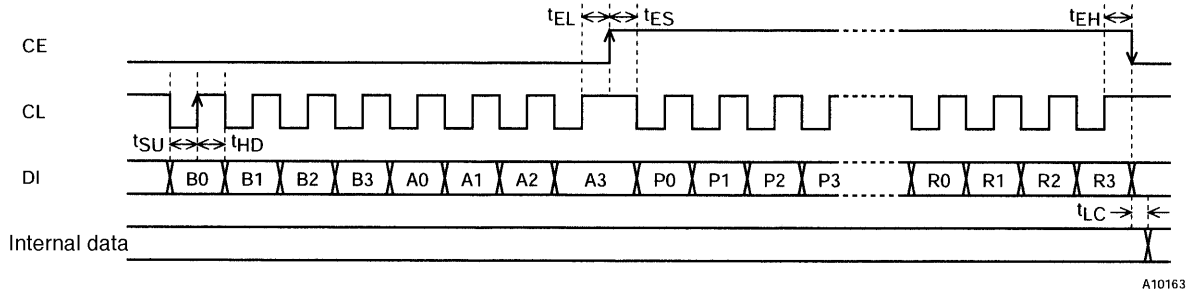 tEL tES tEH
CE
CL
tSU tHD
DI B0 B1 B2 B3 A0 A1 A2 A3 P0 P1 P2 P3 R0 R1 R2 R3
tLC
Internal data
A10163